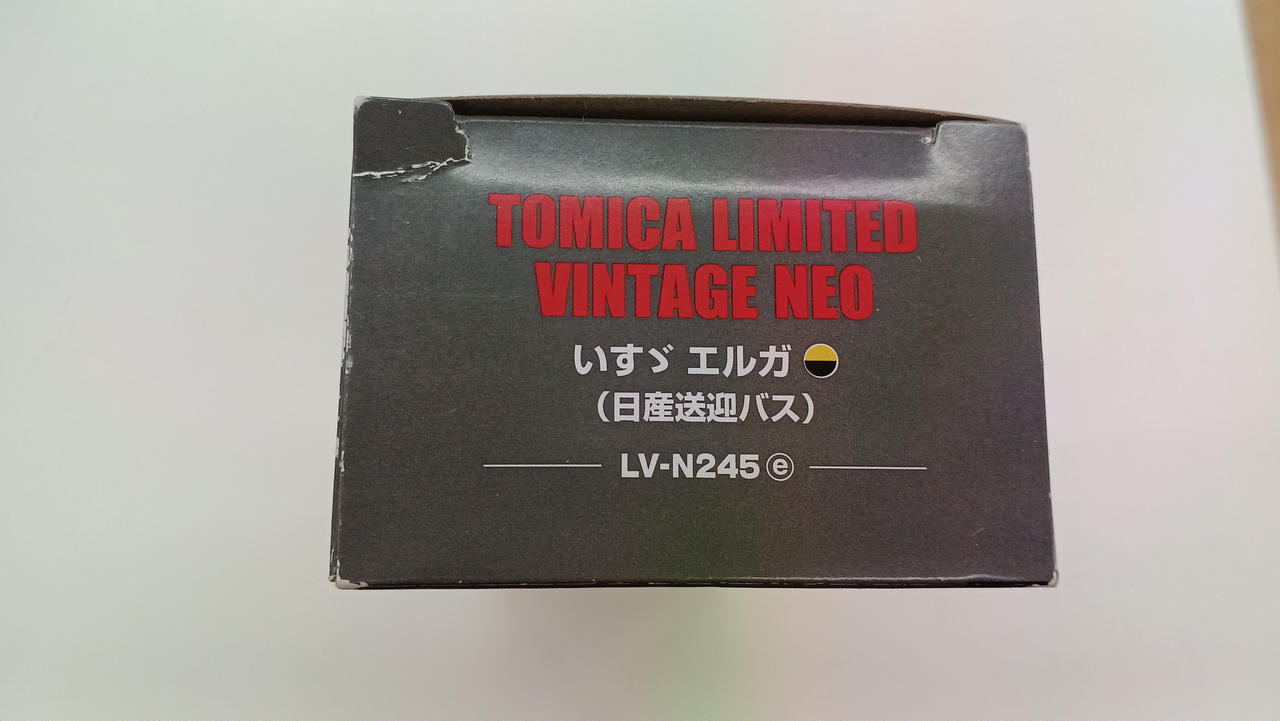 TOMICA LIMITED
VINTAGE NEO
いすゞ エルガ
（日産送迎バス）
LV-N245ⓔ